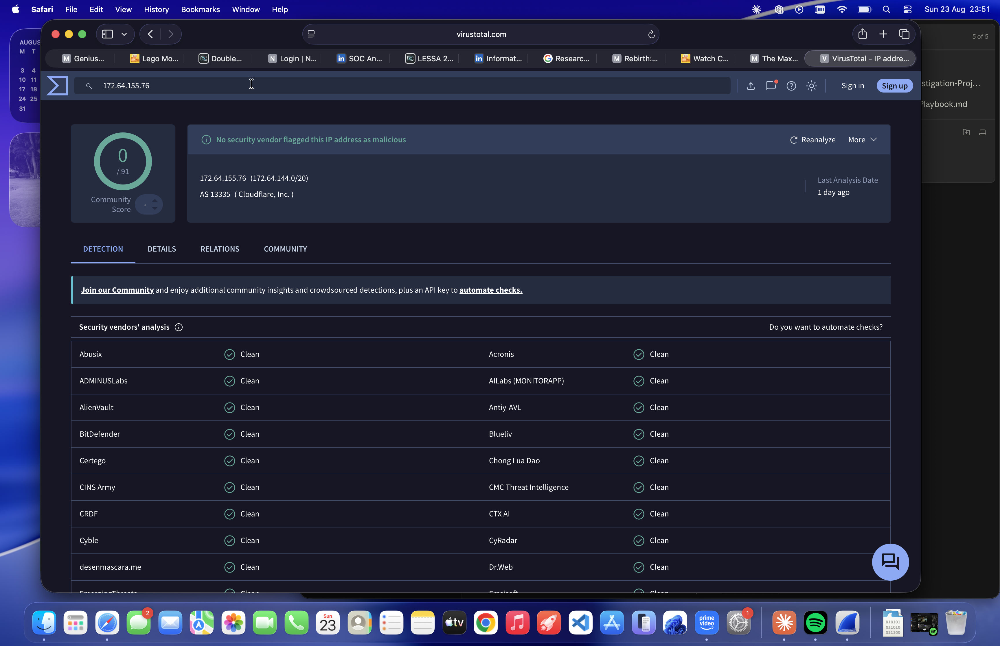 Safari File Edit View History Bookmarks Window Help Sun 23 Aug 23:51
virustotal.com
5 of 5
AUGUS
M T
3 4
10 11
17 18
24 25
31
Genius... Lego Mo... Double... Login | N... SOC An... LESSA 2... Informat... Researc... Rebirth:... Watch C... The Max... VirusTotal - IP addre...
172.64.155.76
Sign in
Sign up
stigation-Proj...
Playbook.md
0
/ 91
Community
Score
No security vendor flagged this IP address as malicious
Reanalyze
More
172.64.155.76 (172.64.144.0/20)
AS 13335 ( Cloudflare, Inc. )
Last Analysis Date
1 day ago
DETECTION DETAILS RELATIONS COMMUNITY
Join our Community and enjoy additional community insights and crowdsourced detections, plus an API key to automate checks.
Security vendors' analysis
Do you want to automate checks?
Abusix Clean Acronis Clean
ADMINUSLabs Clean AILabs (MONITORAPP) Clean
AlienVault Clean Antiy-AVL Clean
BitDefender Clean Blueliv Clean
Certego Clean Chong Lua Dao Clean
CINS Army Clean CMC Threat Intelligence Clean
CRDF Clean CTX AI Clean
Cyble Clean CyRadar Clean
desenmascara.me Clean Dr.Web Clean
EmergingThreats Clean Emsisoft Clean
2
Sun
23
tv
prime
video
1
010101
011010
011100